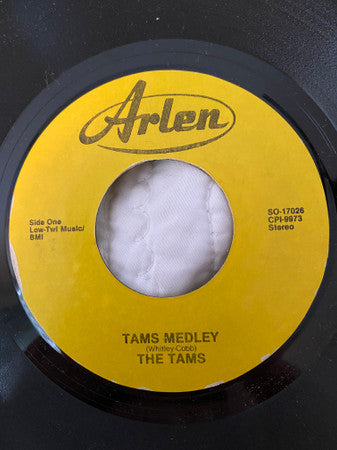 Arlen
Side One
Low-Twi Music/
BMI
SO-17026
CPI-9973
Stereo
TAMS MEDLEY
(Whitley-Cobb)
THE TAMS